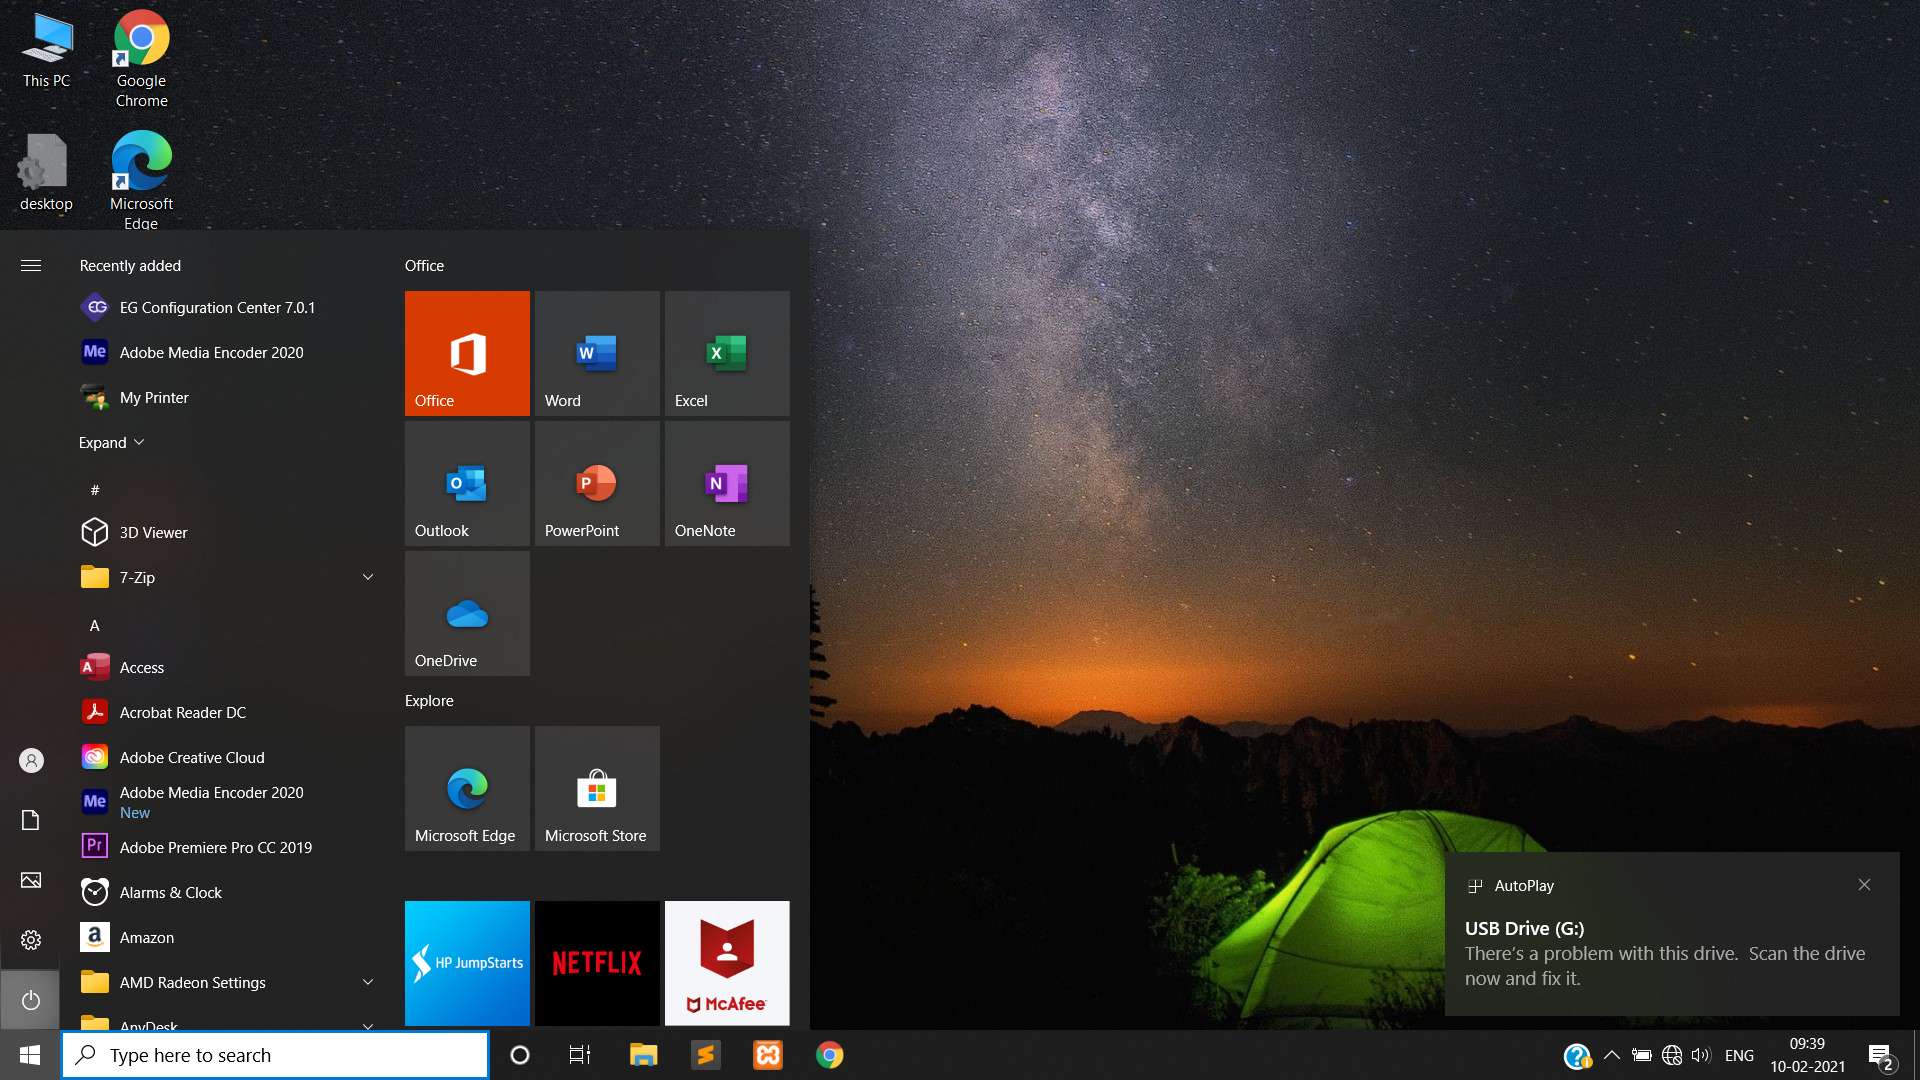 This PC
Google
Chrome
desktop
Microsoft
Edge
Recently added
EG Configuration Center 7.0.1
Me
Adobe Media Encoder 2020
My Printer
Expand
#
3D Viewer
7-Zip
A
Access
Acrobat Reader DC
Adobe Creative Cloud
Me
Adobe Media Encoder 2020
New
Pr
Adobe Premiere Pro CC 2019
Alarms & Clock
Amazon
AMD Radeon Settings
AnyDesk
Office
Office
Word
Excel
Outlook
PowerPoint
OneNote
OneDrive
Explore
Microsoft Edge
Microsoft Store
HP JumpStarts
NETFLIX
McAfee
AutoPlay
USB Drive (G:)
There's a problem with this drive. Scan the drive
now and fix it.
Type here to search
ENG
09:39
10-02-2021
2